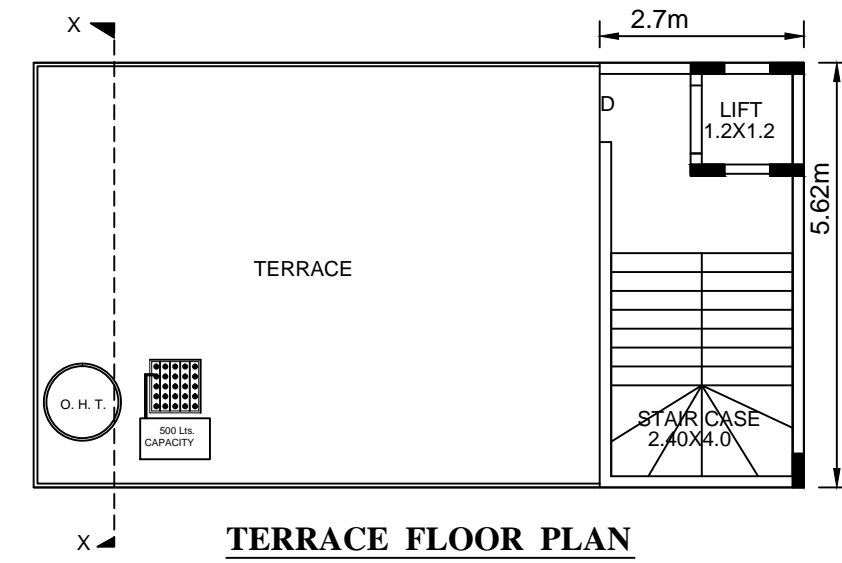 X
2.7m
D
LIFT
1.2X1.2
5.62m
TERRACE
O. H. T.
500 Lts.
CAPACITY
STAIR CASE
2.40X4.0
X
TERRACE FLOOR PLAN